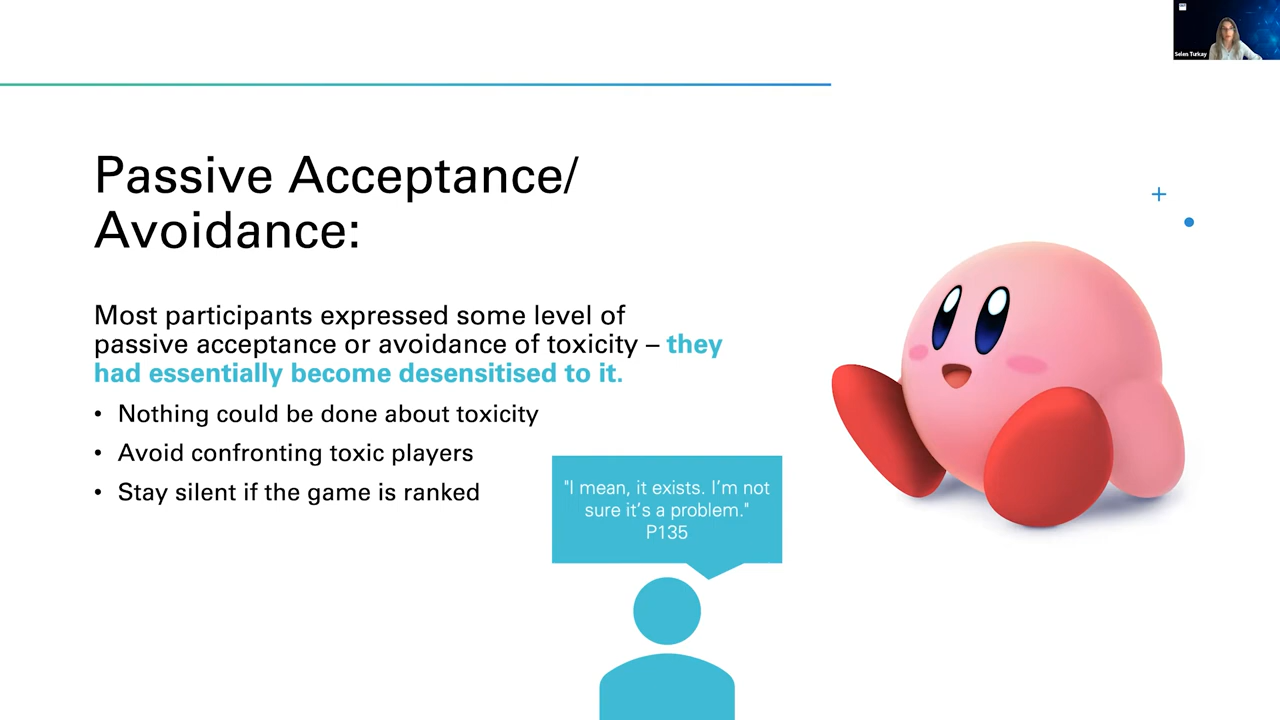 Selen Turkay
Passive Acceptance/
Avoidance:
Most participants expressed some level of
passive acceptance or avoidance of toxicity – they
had essentially become desensitised to it.
• Nothing could be done about toxicity
• Avoid confronting toxic players
• Stay silent if the game is ranked
"I mean, it exists. I’m not
sure it’s a problem."
P135